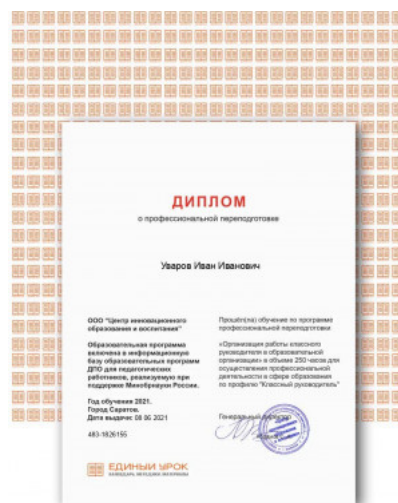 ДИПЛОМ
о профессиональной переподготовке
Уваров Иван Иванович
ООО "Центр инновационного
образования и воспитания"
Образовательная программа
включена в информационную
базу образовательных программ
ДПО для педагогических
работников, реализуемую при
поддержке Минобрнауки России.
Год обучения 2021.
Город Саратов.
Дата выдачи: 08 06 2021
483-1826155
Прошёл(ла) обучение по программе
профессиональной переподготовки
«Организация работы классного
руководителя в образовательной
организации» в объеме 250 часов для
осуществления профессиональной
деятельности в сфере образования
по профилю "Классный руководитель"
Генеральный директор
ЕДИНЫЙ УРОК